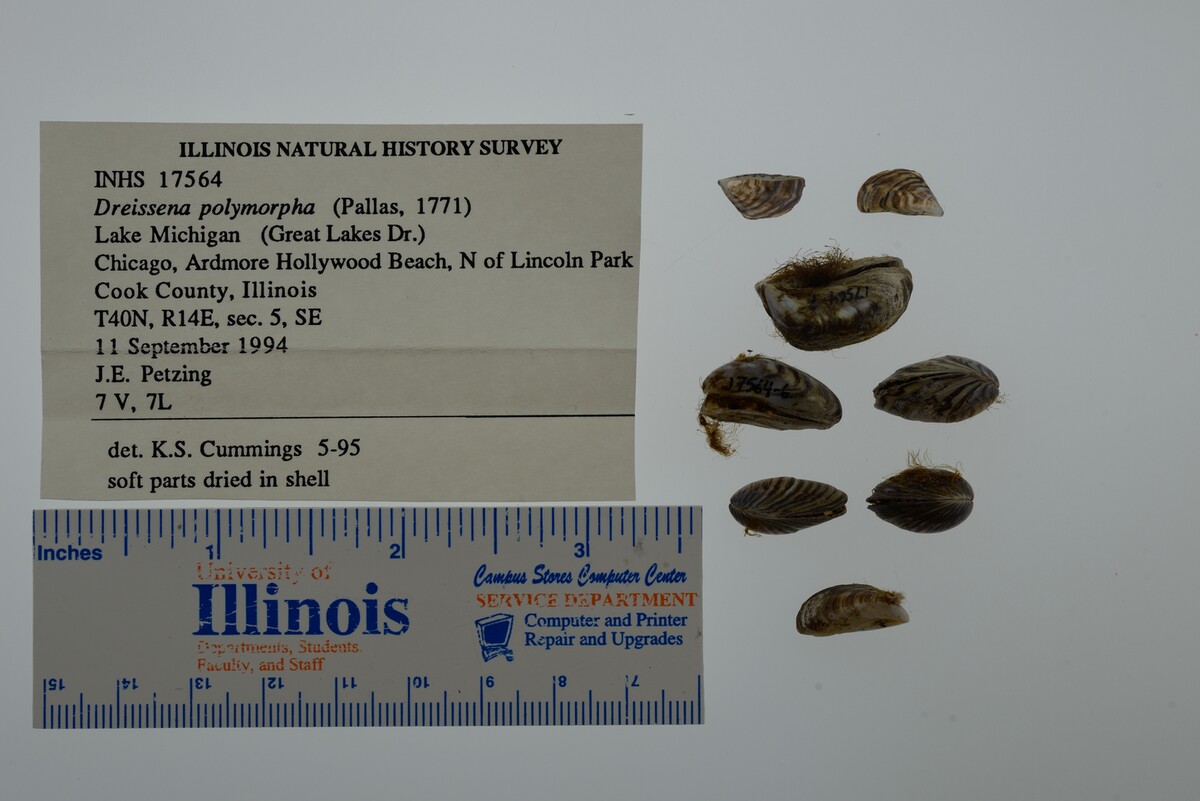 ILLINOIS NATURAL HISTORY SURVEY
INHS 17564
Dreissena polymorpha (Pallas, 1771)
Lake Michigan (Great Lakes Dr.)
Chicago, Ardmore Hollywood Beach, N of Lincoln Park
Cook County, Illinois
T40N, R14E, sec. 5, SE
11 September 1994
J.E. Petzing
7 V, 7L
det. K.S. Cummings 5-95
soft parts dried in shell
Inches 1 2 3
University of
Illinois
Departments, Students,
Faculty, and Staff
Campus Stores Computer Center
SERVICE DEPARTMENT
Computer and Printer
Repair and Upgrades
15 14 13 12 11 10 9 8 7
17564-6